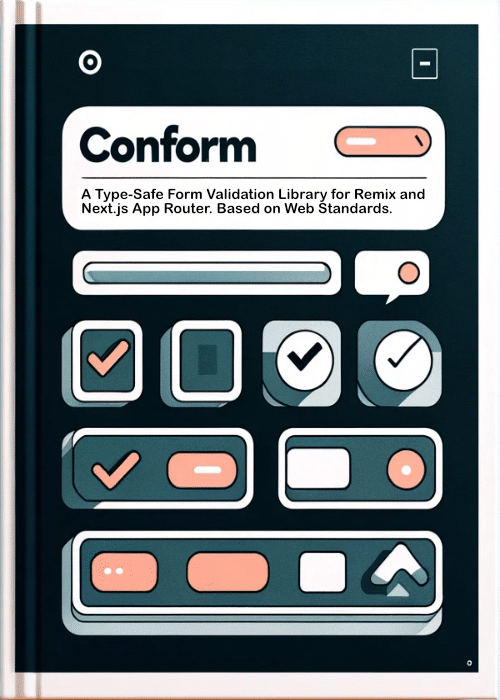 Conform
A Type-Safe Form Validation Library for Remix and
Next.js App Router. Based on Web Standards.